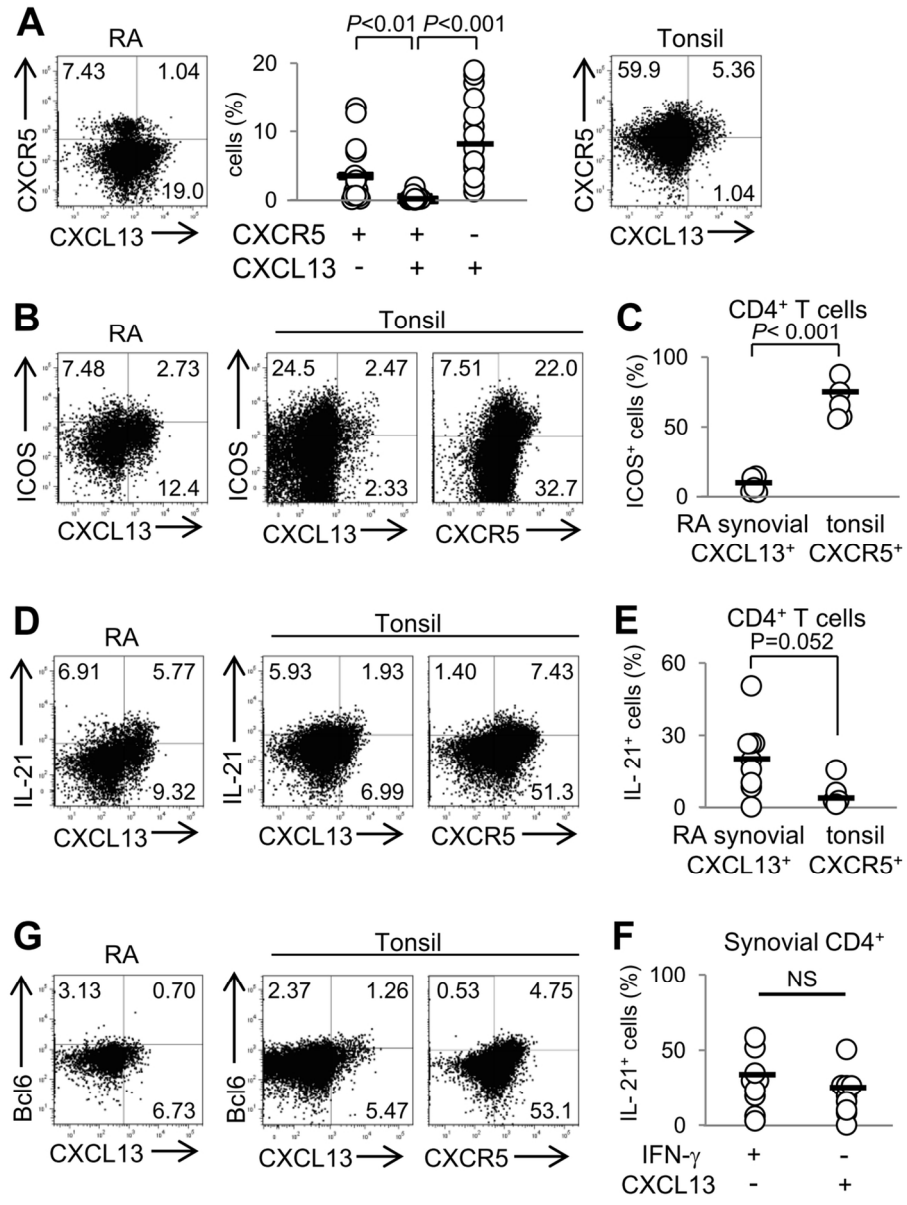 A
RA
7.43 1.04
19.0
CXCR5
CXCL13
P<0.01 P<0.001
cells (%)
20
10
0
CXCR5 + + -
CXCL13 - + +
Tonsil
59.9 5.36
1.04
CXCR5
CXCL13
B
RA
7.48 2.73
12.4
ICOS
CXCL13
Tonsil
24.5 2.47
2.33
ICOS
CXCL13
7.51 22.0
32.7
CXCR5
C
CD4⁺ T cells
P< 0.001
ICOS⁺ cells (%)
100
50
0
RA synovial tonsil
CXCL13⁺ CXCR5⁺
D
RA
6.91 5.77
9.32
IL-21
CXCL13
Tonsil
5.93 1.93
6.99
IL-21
CXCL13
1.40 7.43
51.3
CXCR5
E
CD4⁺ T cells
P=0.052
IL- 21⁺ cells (%)
60
30
0
RA synovial tonsil
CXCL13⁺ CXCR5⁺
G
RA
3.13 0.70
6.73
Bcl6
CXCL13
Tonsil
2.37 1.26
5.47
Bcl6
CXCL13
0.53 4.75
53.1
CXCR5
F
Synovial CD4⁺
NS
IL- 21⁺ cells (%)
100
50
0
IFN-γ + -
CXCL13 - +